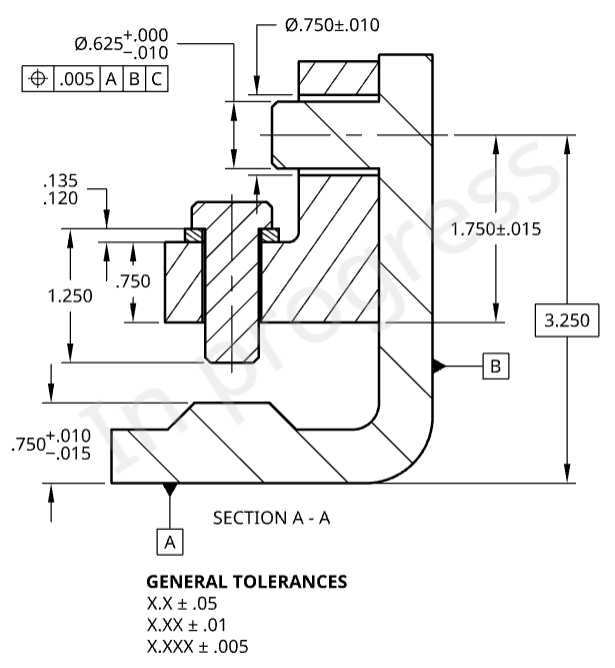 Ø.750±.010
Ø.625+.000
−.010
⌖ .005 A B C
.135
.120
1.750±.015
.750
1.250
3.250
B
.750+.010
−.015
SECTION A - A
A
In progress
GENERAL TOLERANCES
X.X ± .05
X.XX ± .01
X.XXX ± .005